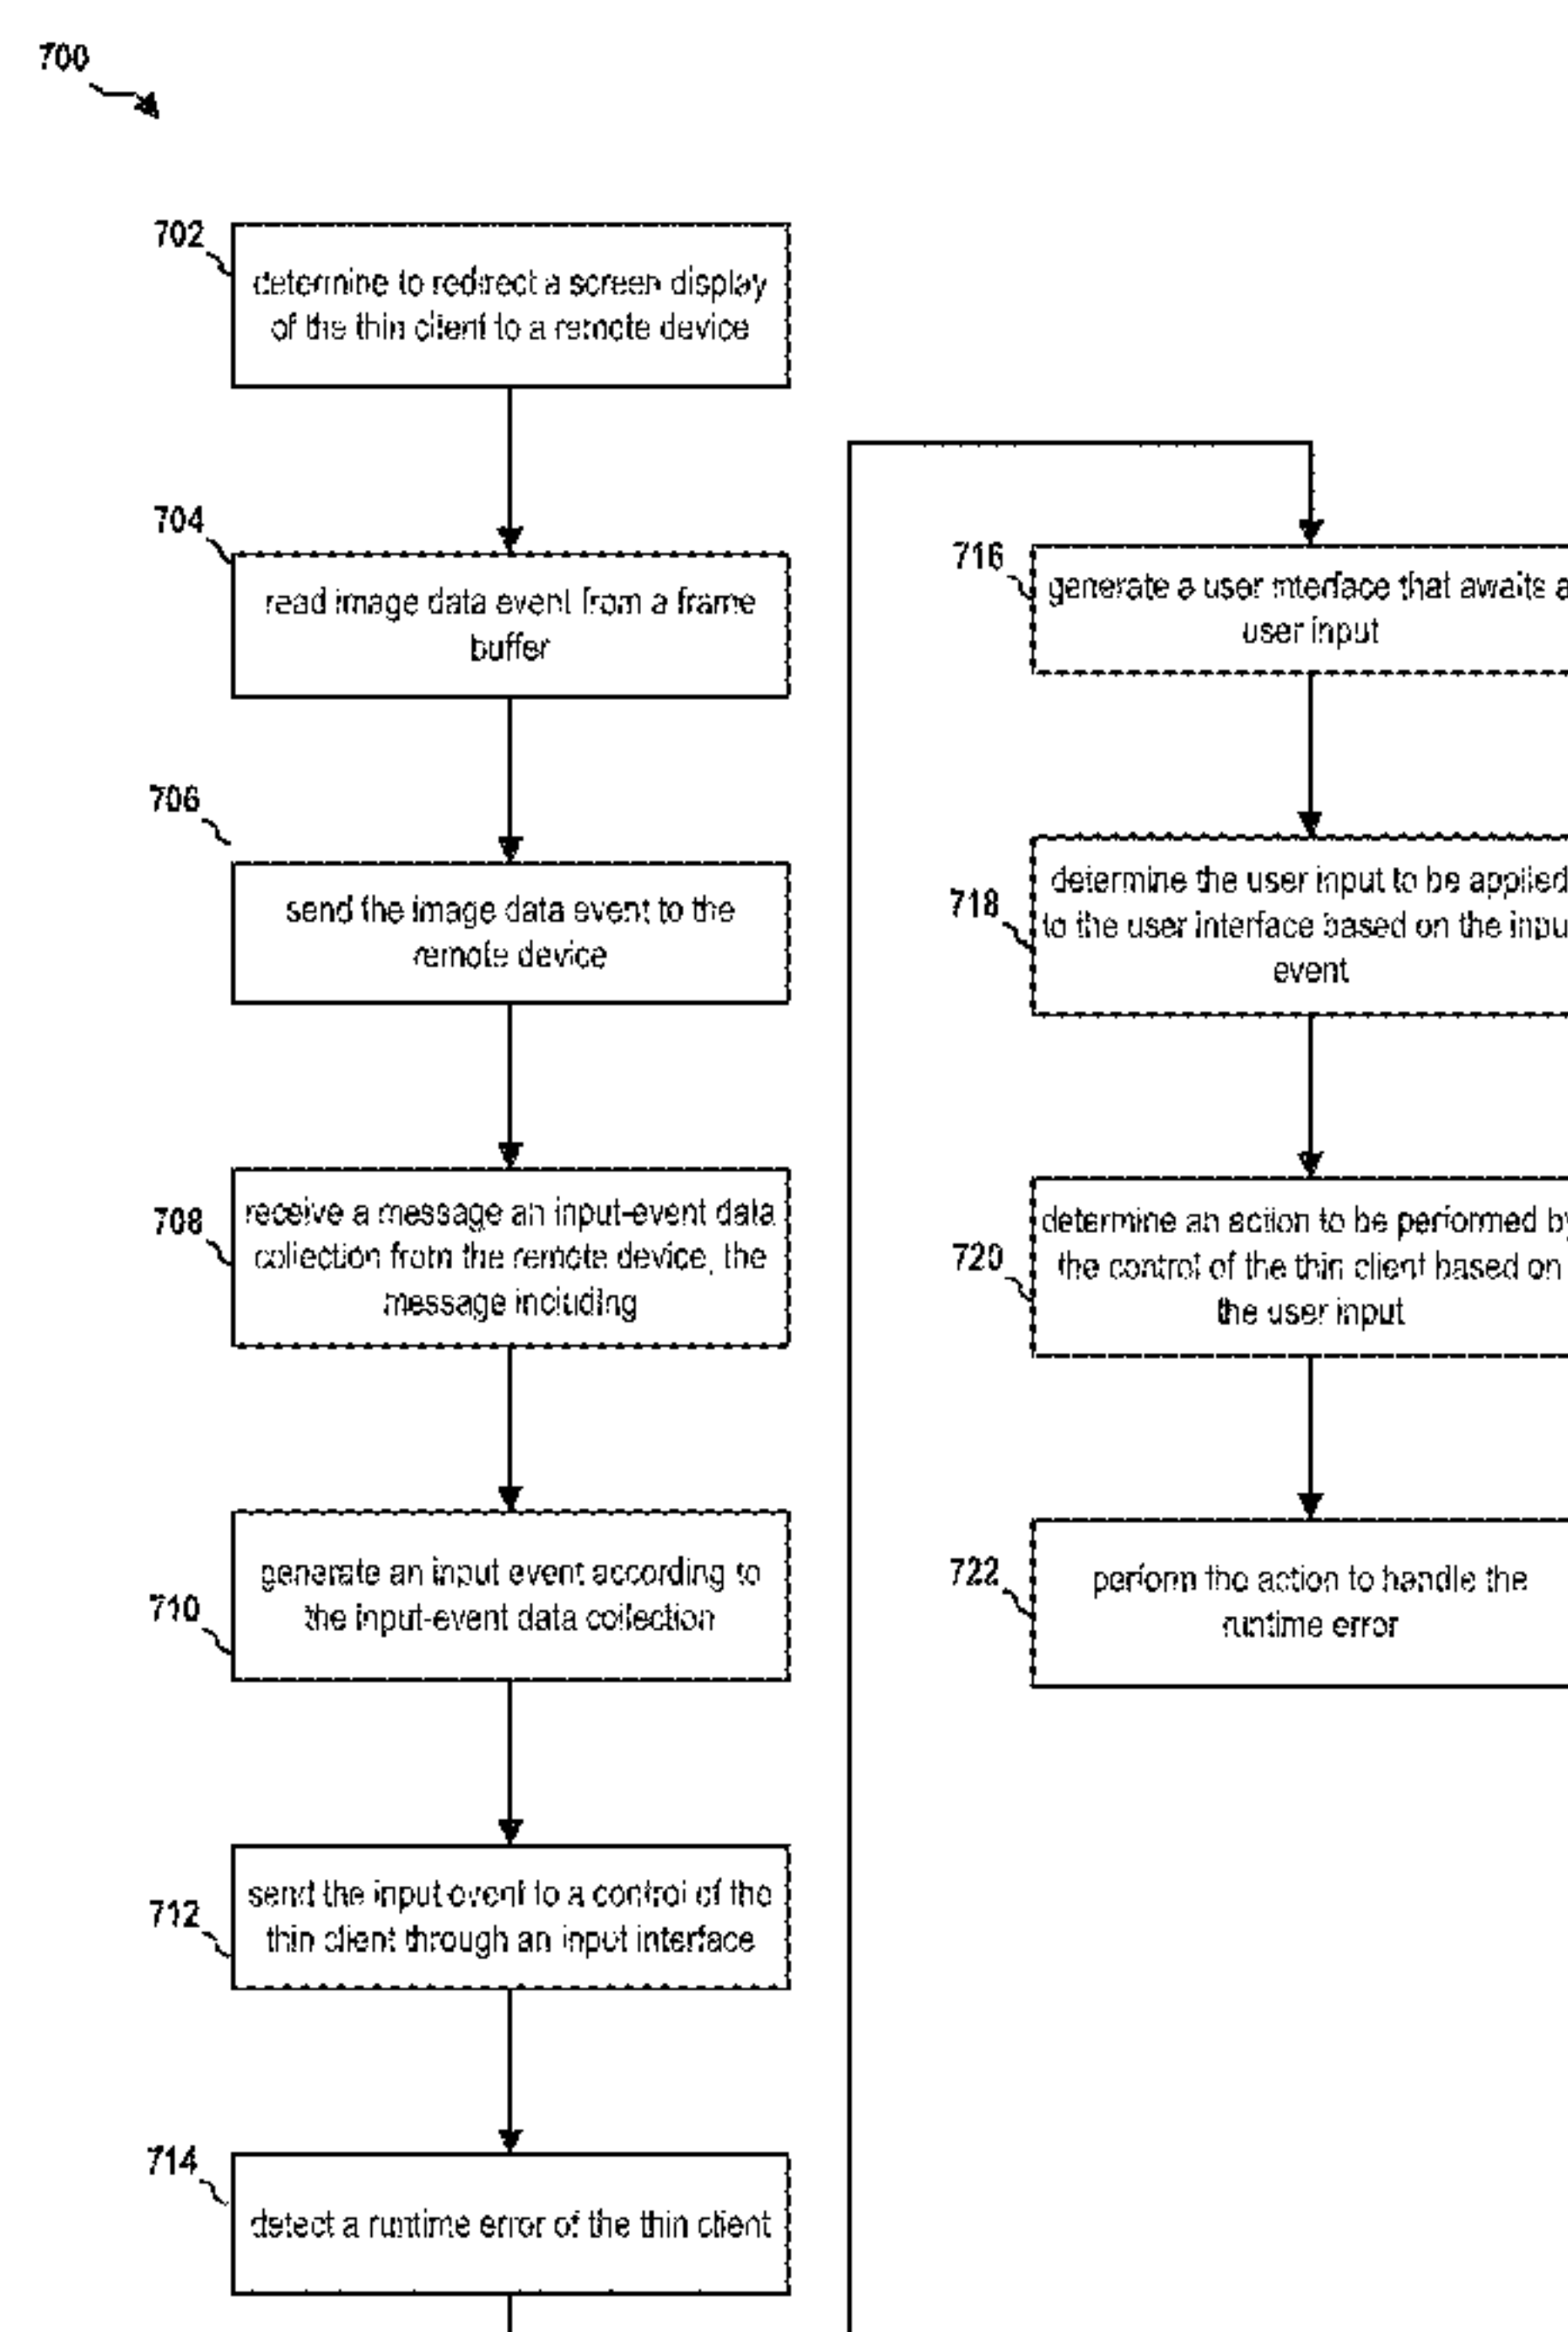 700
702
determine to redirect a screen display
of the thin client to a remote device
704
read image data event from a frame
buffer
706
send the image data event to the
remote device
708
receive a message an input-event data
collection from the remote device, the
message including
710
generate an input event according to
the input-event data collection
712
send the input event to a control of the
thin client through an input interface
714
detect a runtime error of the thin client
716
generate a user interface that awaits a
user input
718
determine the user input to be applied
to the user interface based on the inpu
event
720
determine an action to be performed by
the control of the thin client based on
the user input
722
perform the action to handle the
runtime error